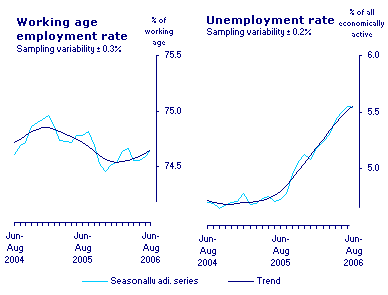 Working age
employment rate
Sampling variability ± 0.3%
% of
working
age
75.5
75.0
74.5
Jun-
Aug
2004
Jun-
Aug
2005
Jun-
Aug
2006
Unemployment rate
Sampling variability ± 0.2%
% of all
economically
active
6.0
5.5
5.0
Jun-
Aug
2004
Jun-
Aug
2005
Jun-
Aug
2006
Seasonally adj. series
Trend